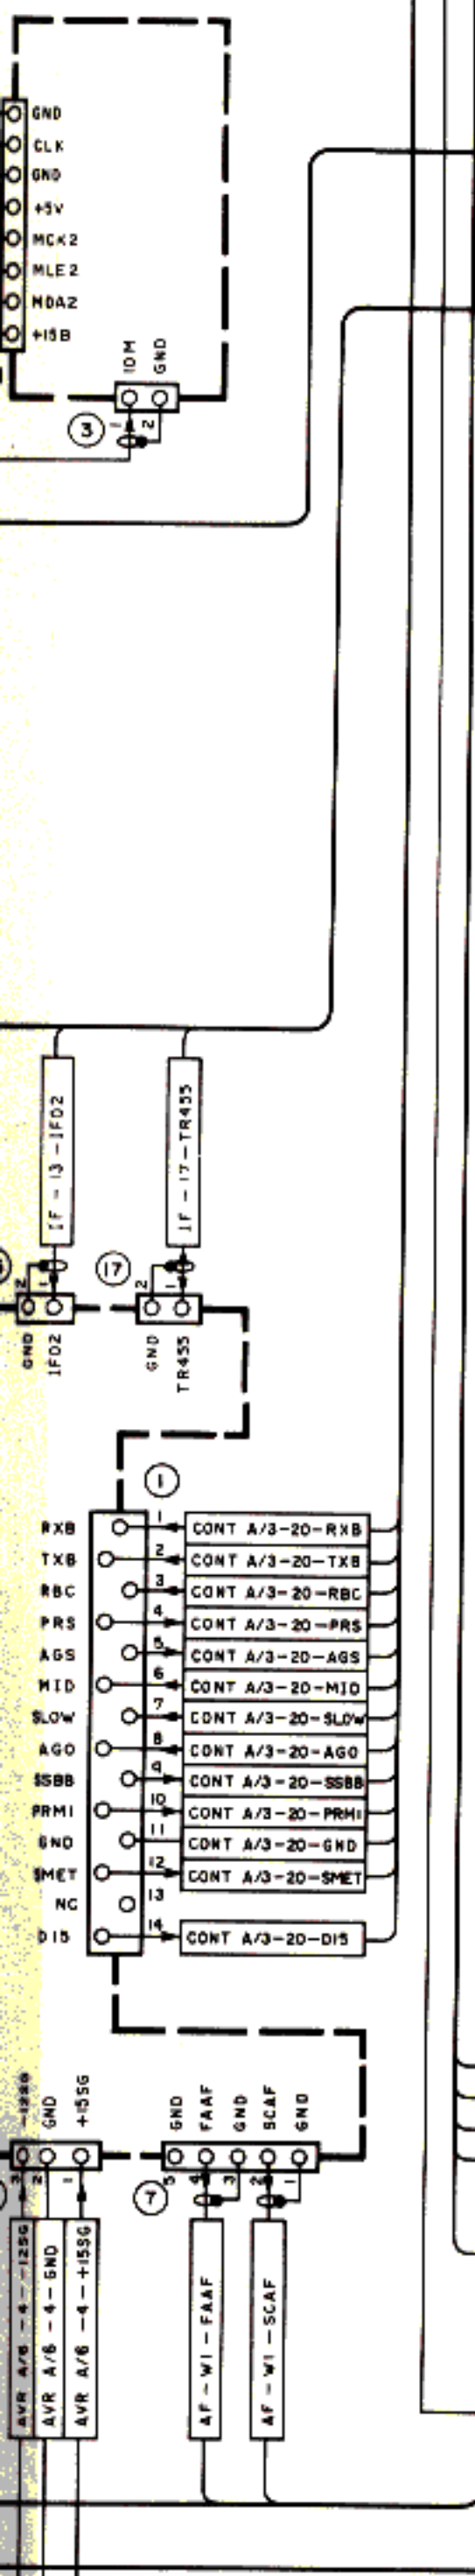 GND
CLK
GND
+5V
MCK2
MLE2
MDA2
+15B
10M
GND
3
1
2
IF-13-IFO2
IF-17-TR455
17
2
1
2
1
GND
IFO2
GND
TR455
1
RXB 1 CONT A/3-20-RXB
TXB 2 CONT A/3-20-TXB
RBC 3 CONT A/3-20-RBC
PRS 4 CONT A/3-20-PRS
AGS 5 CONT A/3-20-AGS
MID 6 CONT A/3-20-MID
SLOW 7 CONT A/3-20-SLOW
AGO 8 CONT A/3-20-AGO
SSBB 9 CONT A/3-20-SSBB
PRMI 10 CONT A/3-20-PRMI
GND 11 CONT A/3-20-GND
SMET 12 CONT A/3-20-SMET
NC 13
DI5 14 CONT A/3-20-DI5
-12SG
GND
+15SG
GND
FAAF
GND
SCAF
GND
3
2
1
7
5
4
3
2
1
AVR A/6-4--12SG
AVR A/6-4-GND
AVR A/6-4-+15SG
AF-W1-FAAF
AF-W1-SCAF